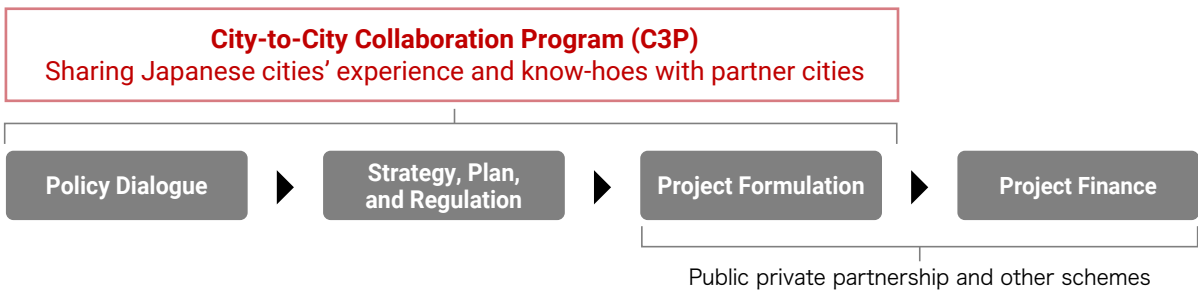 City-to-City Collaboration Program (C3P)
Sharing Japanese cities’ experience and know-hoes with partner cities
Policy Dialogue
Strategy, Plan,
and Regulation
Project Formulation
Project Finance
Public private partnership and other schemes